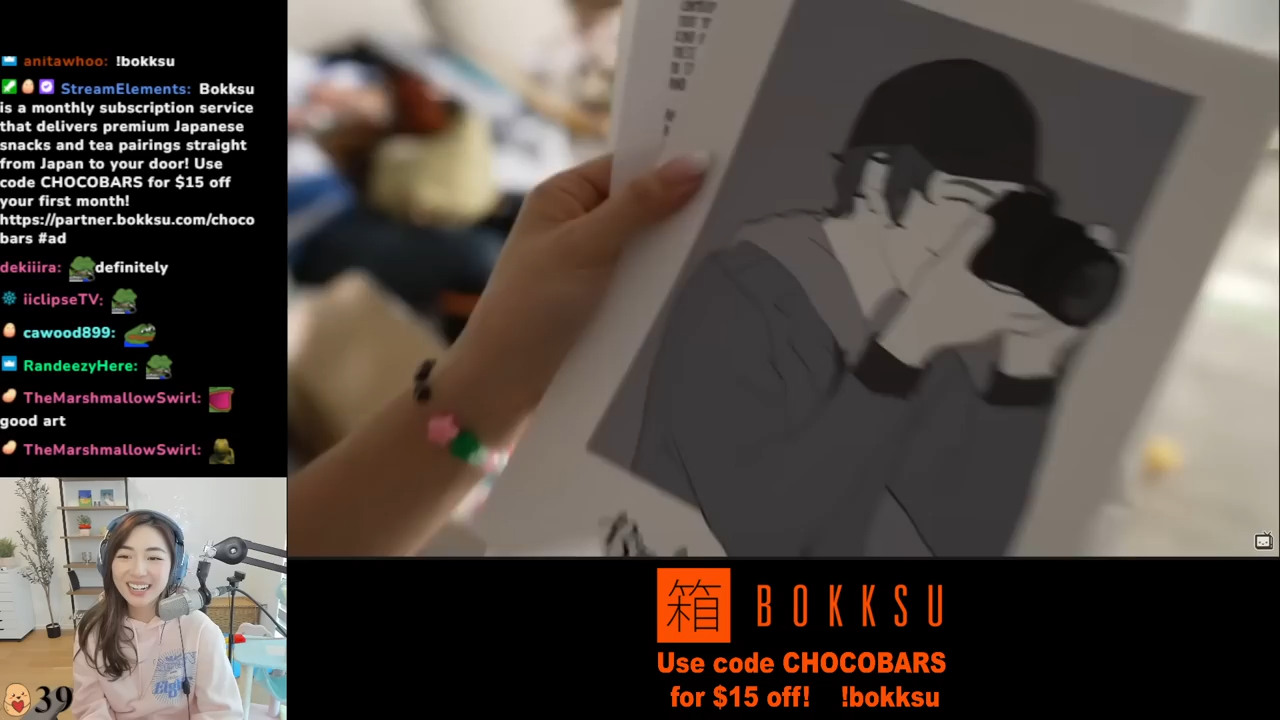 anitawhoo: !bokksu
StreamElements: Bokksu
is a monthly subscription service
that delivers premium Japanese
snacks and tea pairings straight
from Japan to your door! Use
code CHOCOBARS for $15 off
your first month!
https://partner.bokksu.com/choco
bars #ad
dekiiira: definitely
iiclipseTV:
cawood899:
RandeezyHere:
TheMarshmallowSwirl:
good art
TheMarshmallowSwirl:
39
箱 BOKKSU
Use code CHOCOBARS
for $15 off! !bokksu